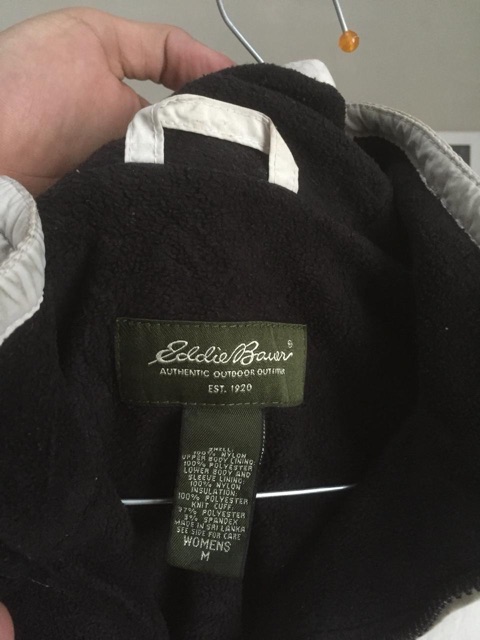 Eddie Bauer®
AUTHENTIC OUTDOOR OUTFITTER
EST. 1920
SHELL:
100% NYLON
UPPER BODY LINING:
100% POLYESTER
LOWER BODY AND
SLEEVE LINING:
100% NYLON
INSULATION:
100% POLYESTER
KNIT CUFF:
97% POLYESTER
3% SPANDEX
MADE IN SRI LANKA
SEE SIDE FOR CARE
WOMENS
M